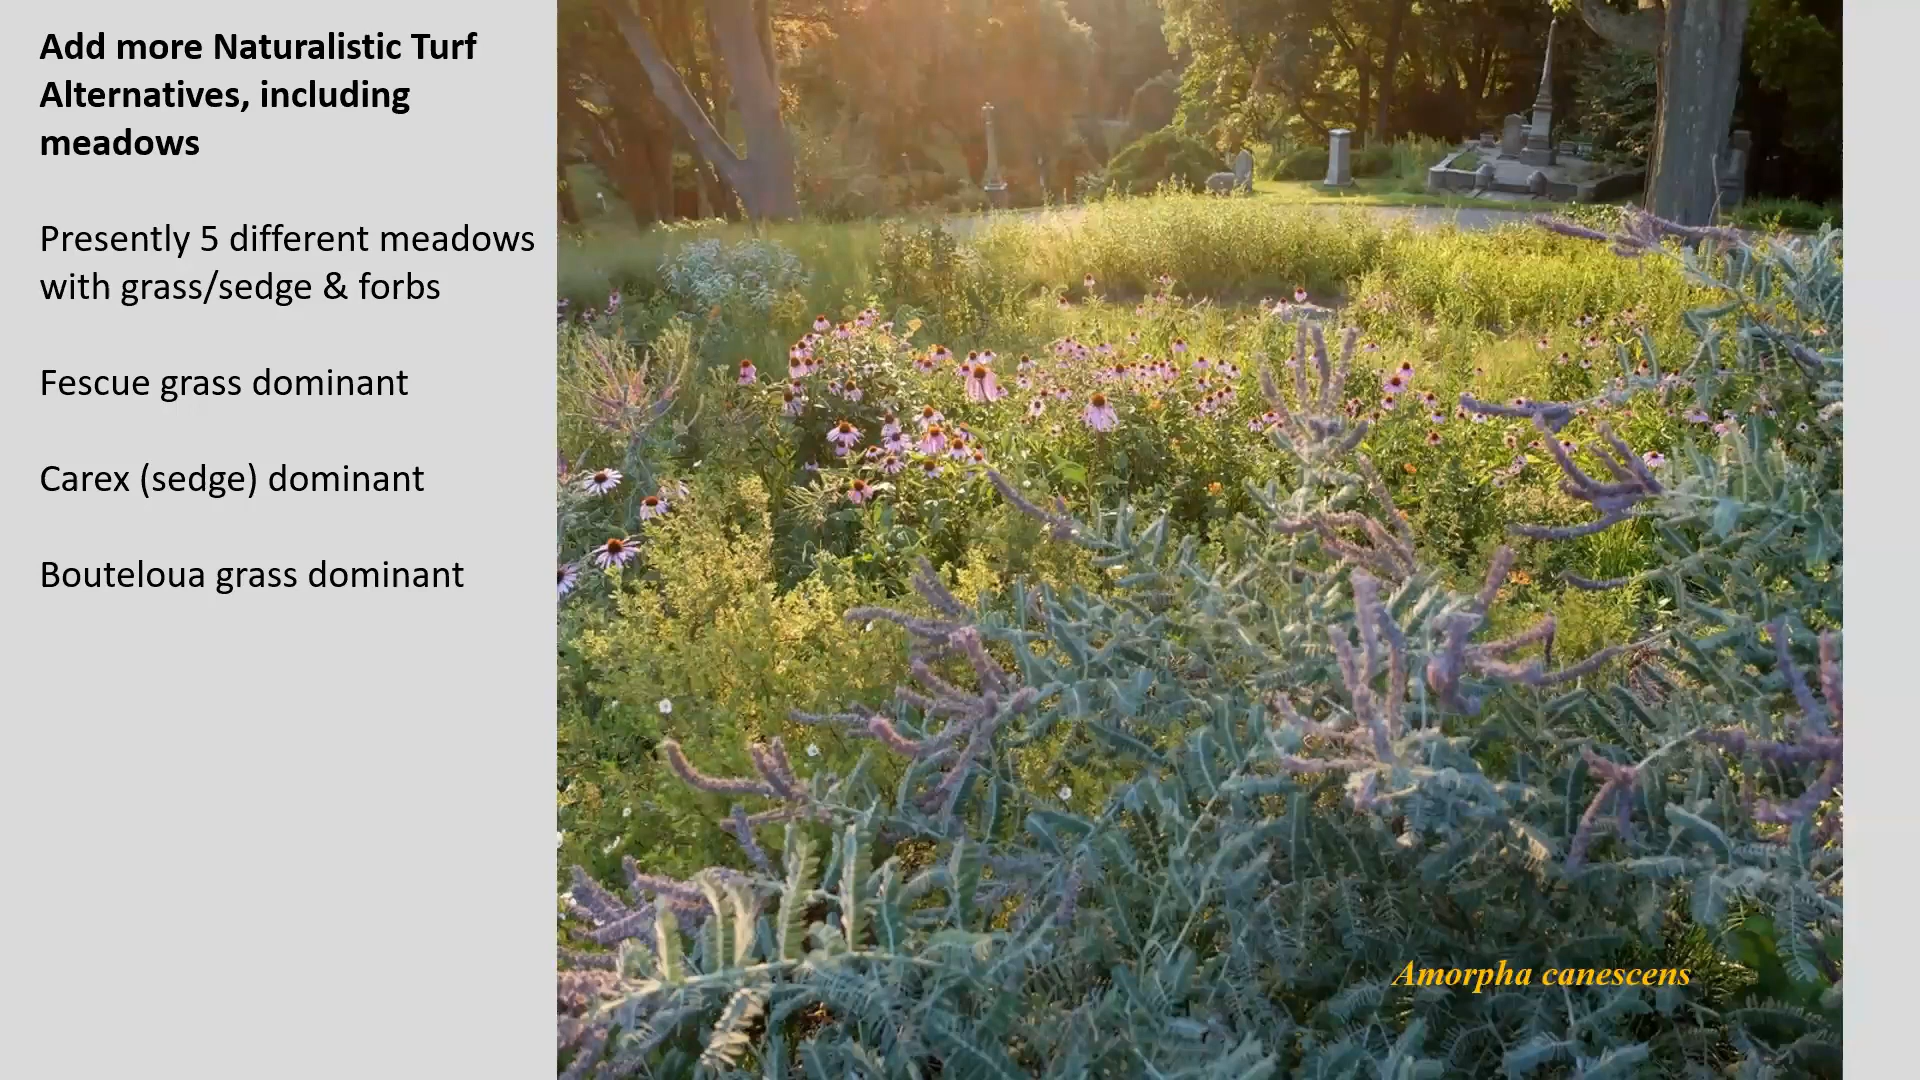 Add more Naturalistic Turf
Alternatives, including
meadows
Presently 5 different meadows
with grass/sedge & forbs
Fescue grass dominant
Carex (sedge) dominant
Bouteloua grass dominant
Amorpha canescens